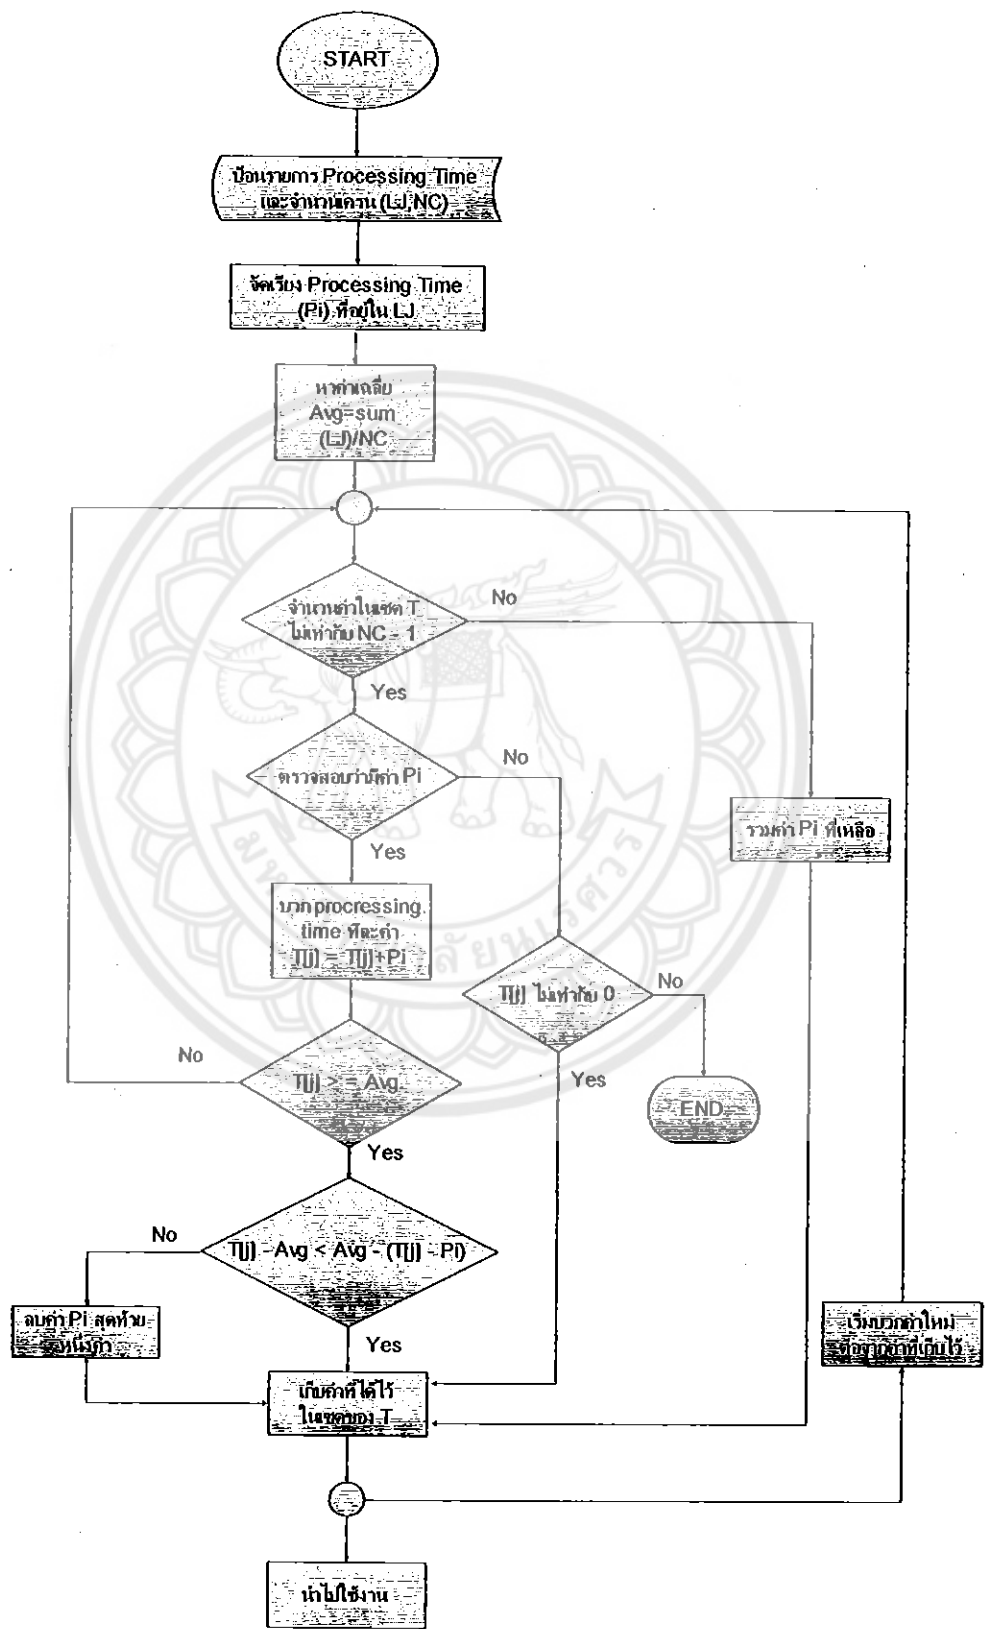 START
ป้อนรายการ Processing Time
และจำนวนเครน (LJ,NC)
จัดเรียง Processing Time
(Pi) ที่อยู่ใน LJ
หาค่าเฉลี่ย
Avg=sum
(LJ)/NC
จำนวนค่าในเซต T
ไม่เท่ากับ NC - 1
No
Yes
ตรวจสอบว่ามีค่า Pi
No
Yes
รวมค่า Pi ที่เหลือ
บวก procressing
time ทีละค่า
T[j] = T[j]+Pi
T[j] ไม่เท่ากับ 0
No
Yes
END
T[j] > = Avg
No
Yes
T[j] - Avg < Avg - (T[j] - Pi)
No
Yes
ลบค่า Pi สุดท้าย
หนึ่งค่า
เริ่มบวกค่าใหม่
ต่อจากค่าที่เก็บไว้
เก็บค่าที่ได้ไว้
ในเซตของ T
นำไปใช้งาน